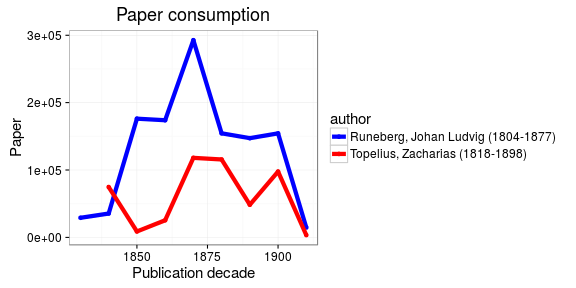 Paper consumption
3e+05
2e+05
1e+05
0e+00
Paper
1850
1875
1900
Publication decade
author
Runeberg, Johan Ludvig (1804-1877)
Topelius, Zacharias (1818-1898)